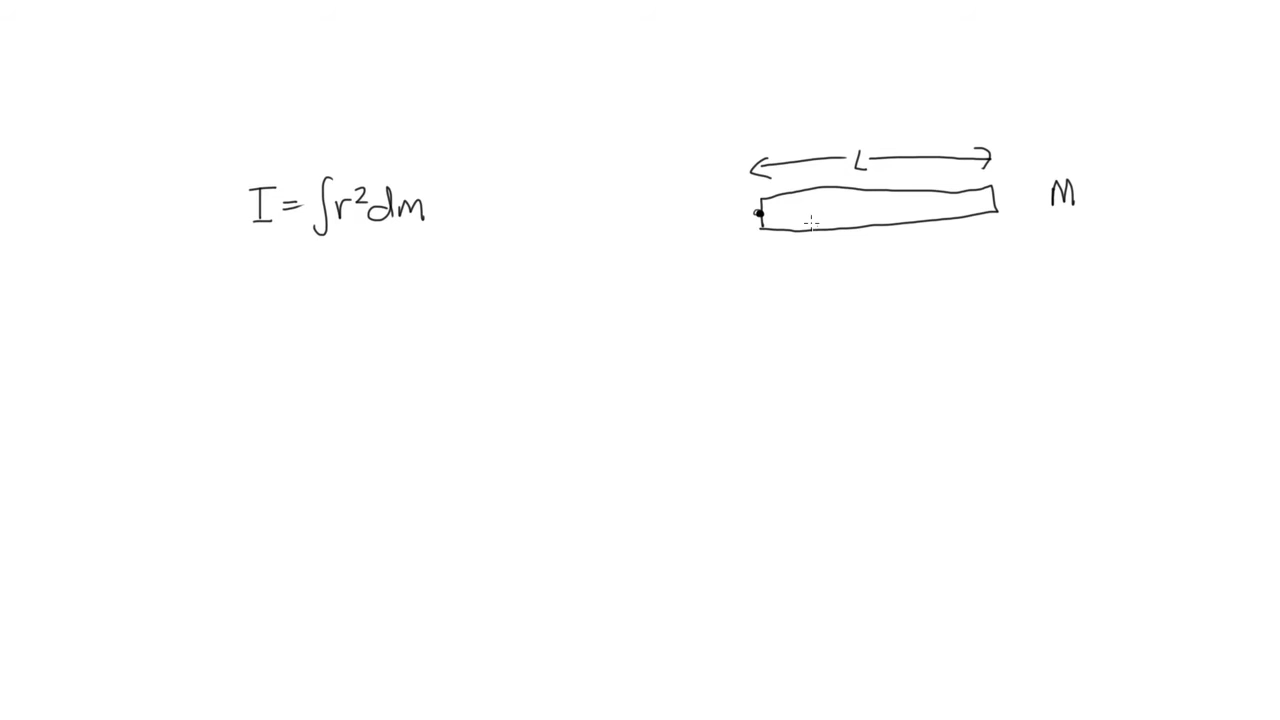 L
I = ∫r²dm
M